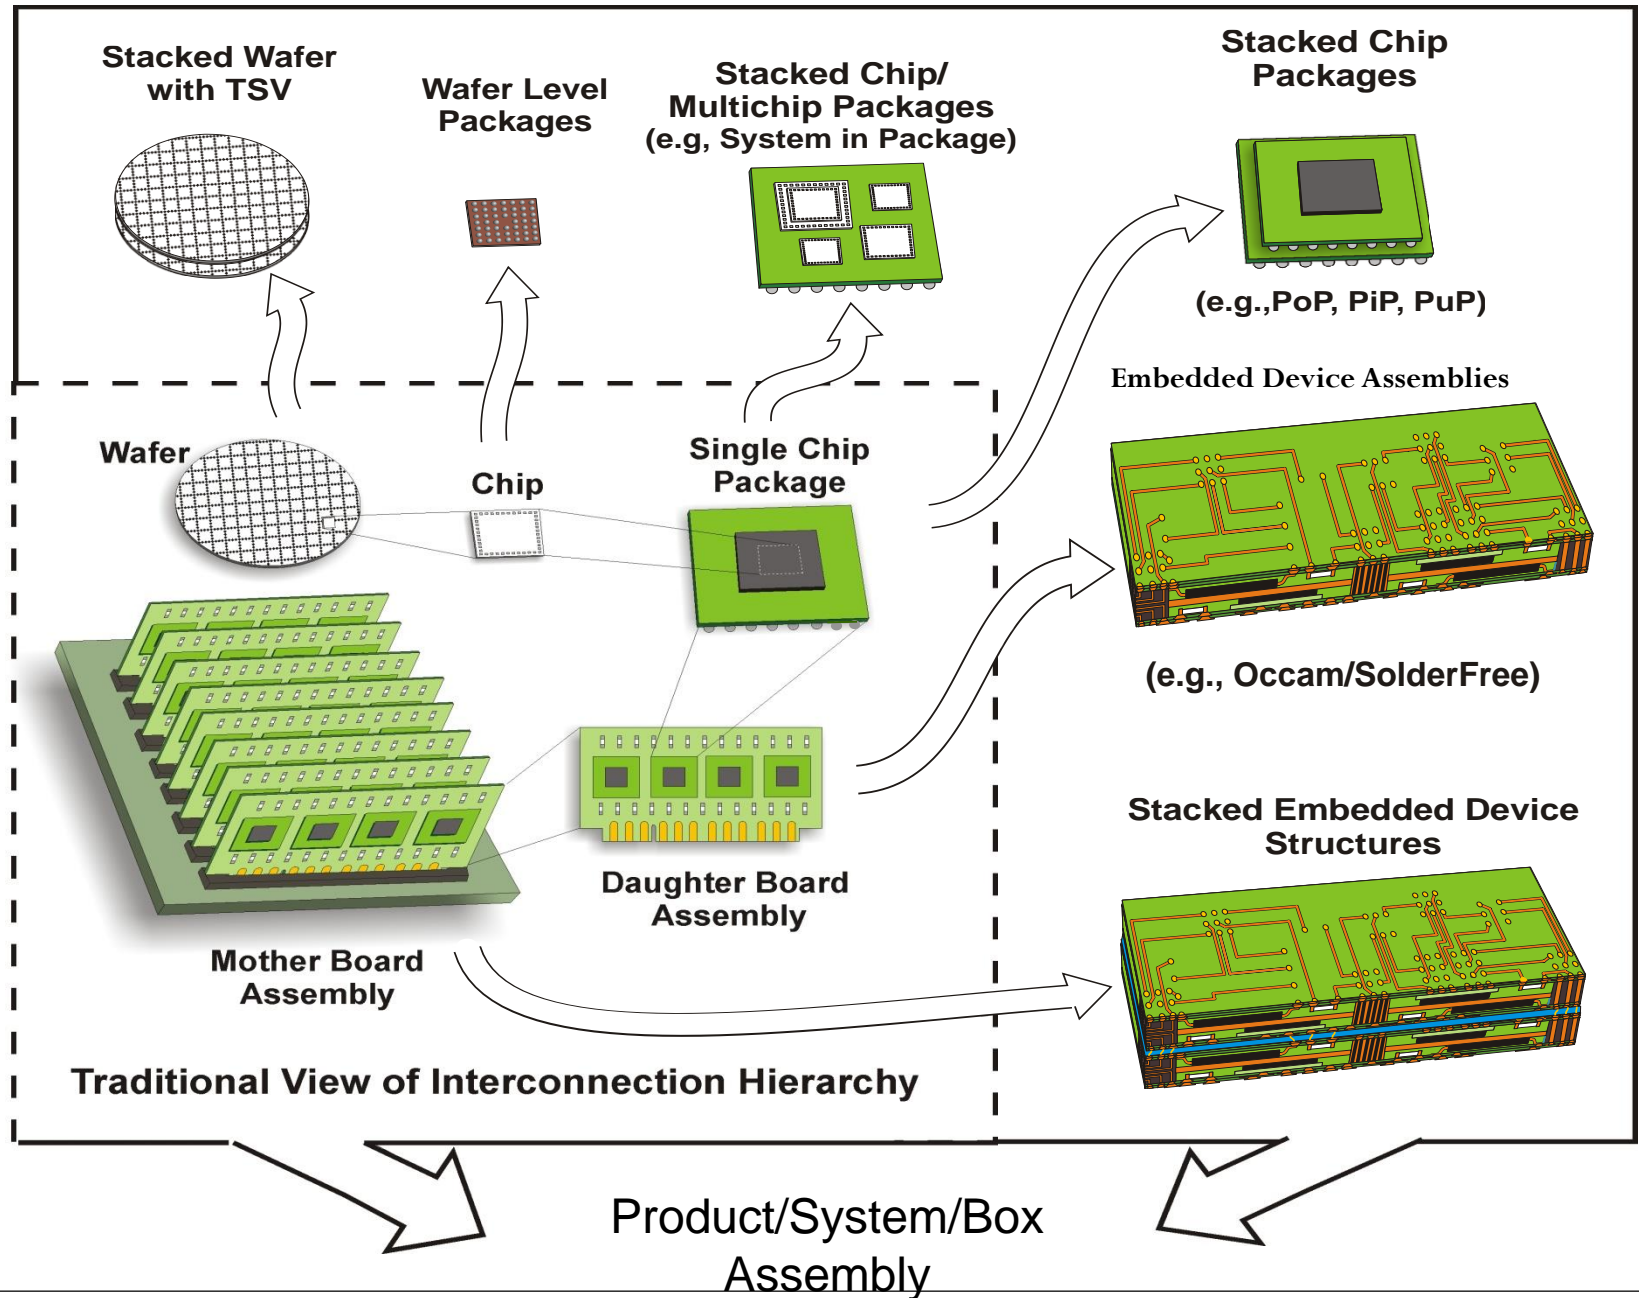 Stacked Wafer
with TSV
Wafer Level
Packages
Stacked Chip/
Multichip Packages
(e.g, System in Package)
Stacked Chip
Packages
(e.g.,PoP, PiP, PuP)
Embedded Device Assemblies
Wafer
Chip
Single Chip
Package
(e.g., Occam/SolderFree)
Daughter Board
Assembly
Mother Board
Assembly
Stacked Embedded Device
Structures
Traditional View of Interconnection Hierarchy
Product/System/Box
Assembly